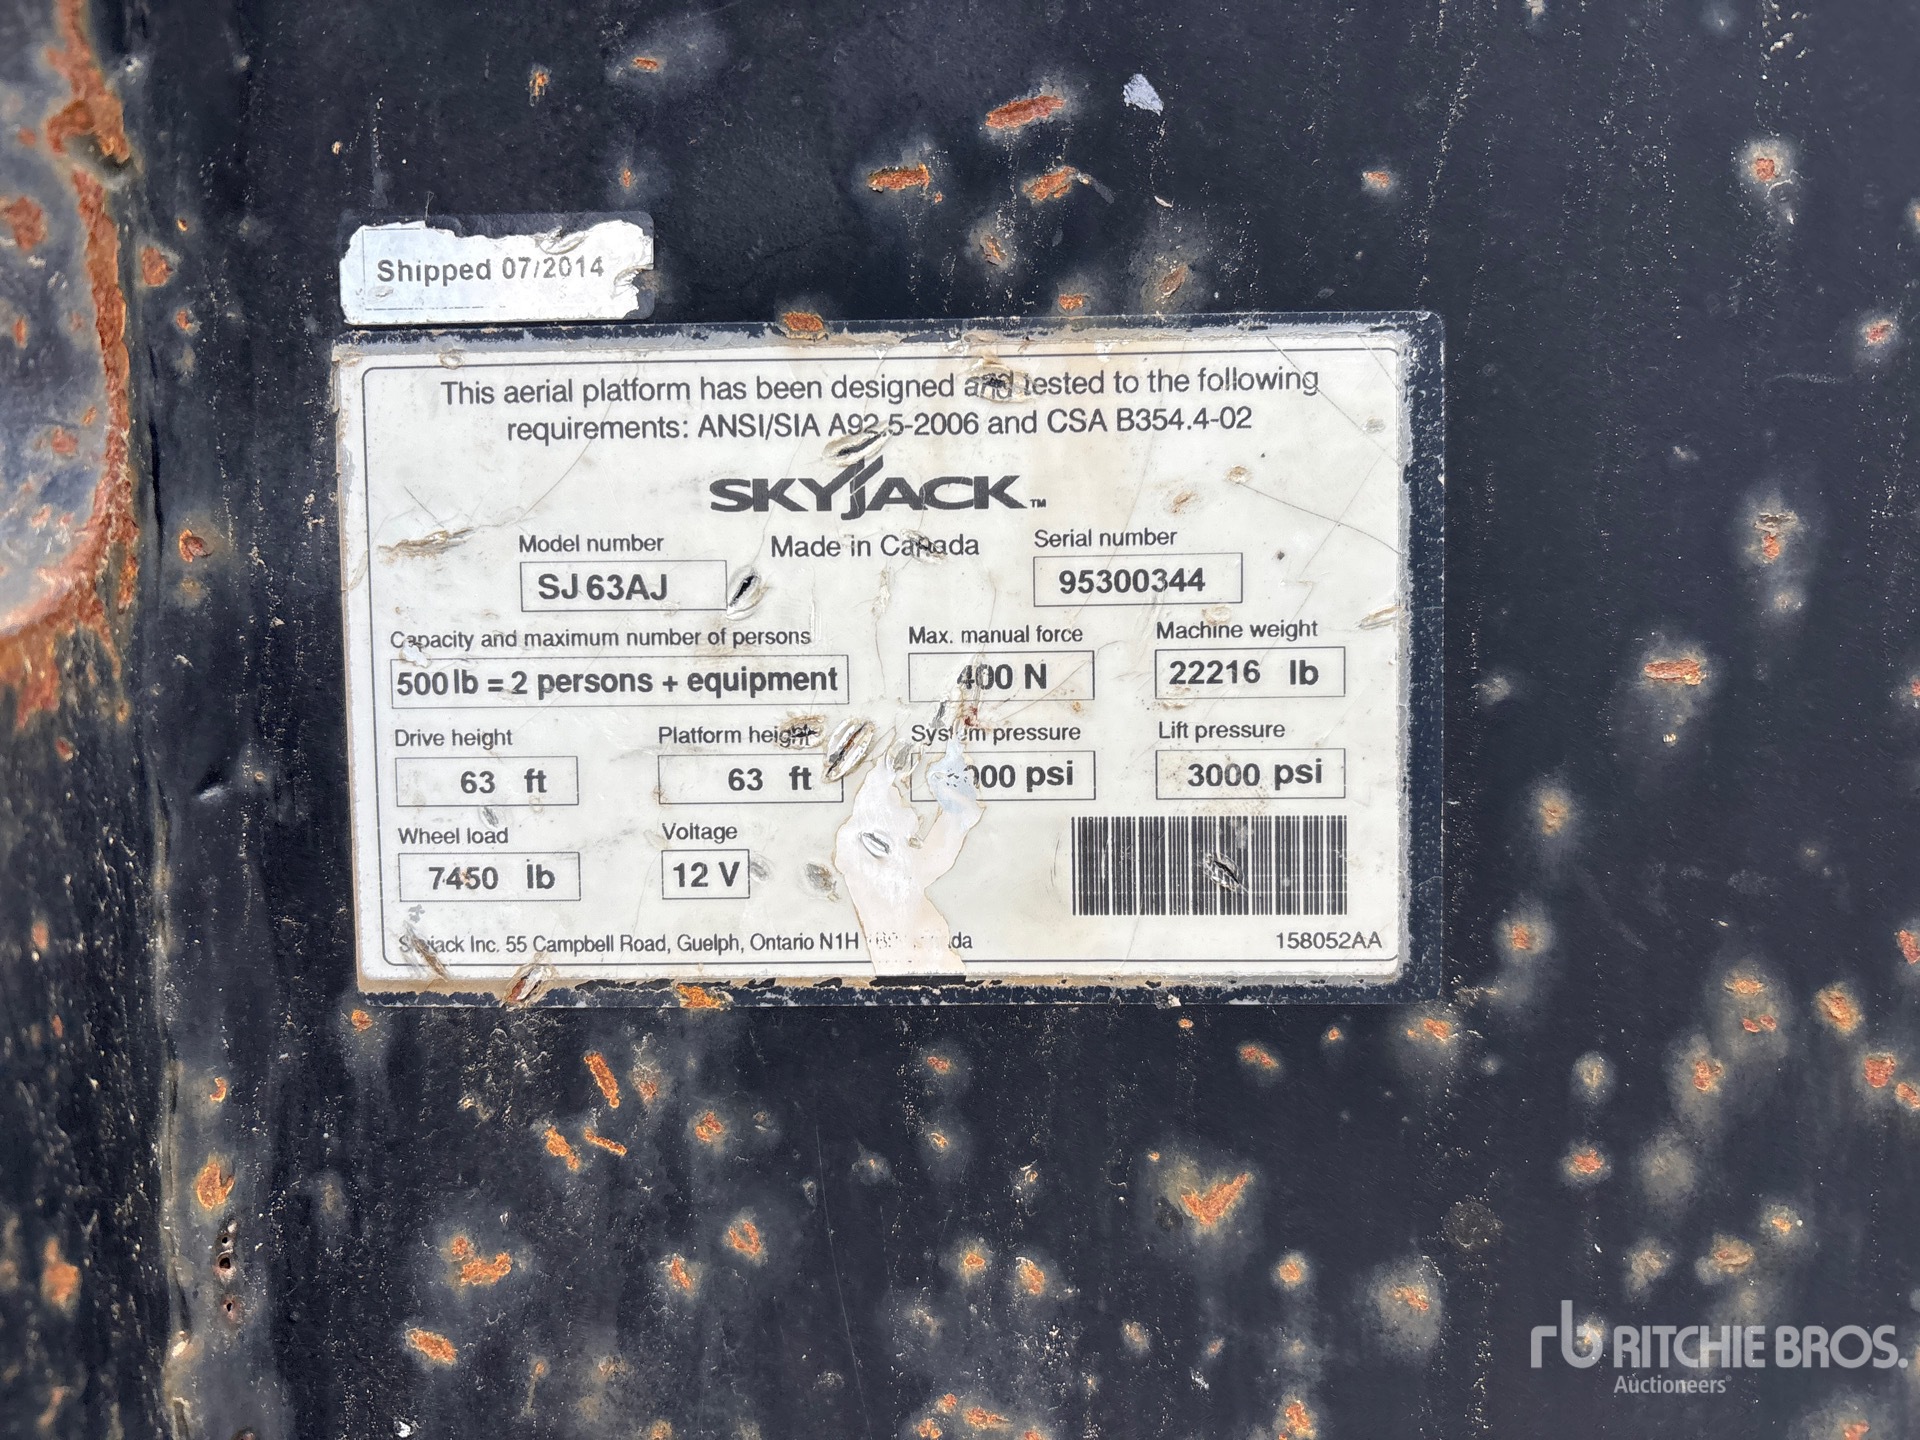 Shipped 07/2014
This aerial platform has been designed and tested to the following
requirements: ANSI/SIA A92.5-2006 and CSA B354.4-02
SKYJACK™
Model number
Made in Canada
Serial number
SJ 63AJ
95300344
Capacity and maximum number of persons
Max. manual force
Machine weight
500 lb = 2 persons + equipment
400 N
22216 lb
Drive height
Platform height
System pressure
Lift pressure
63 ft
63 ft
psi
3000 psi
Wheel load
Voltage
7450 lb
12 V
Skyjack Inc. 55 Campbell Road, Guelph, Ontario N1H
158052AA
rb RITCHIE BROS.
Auctioneers